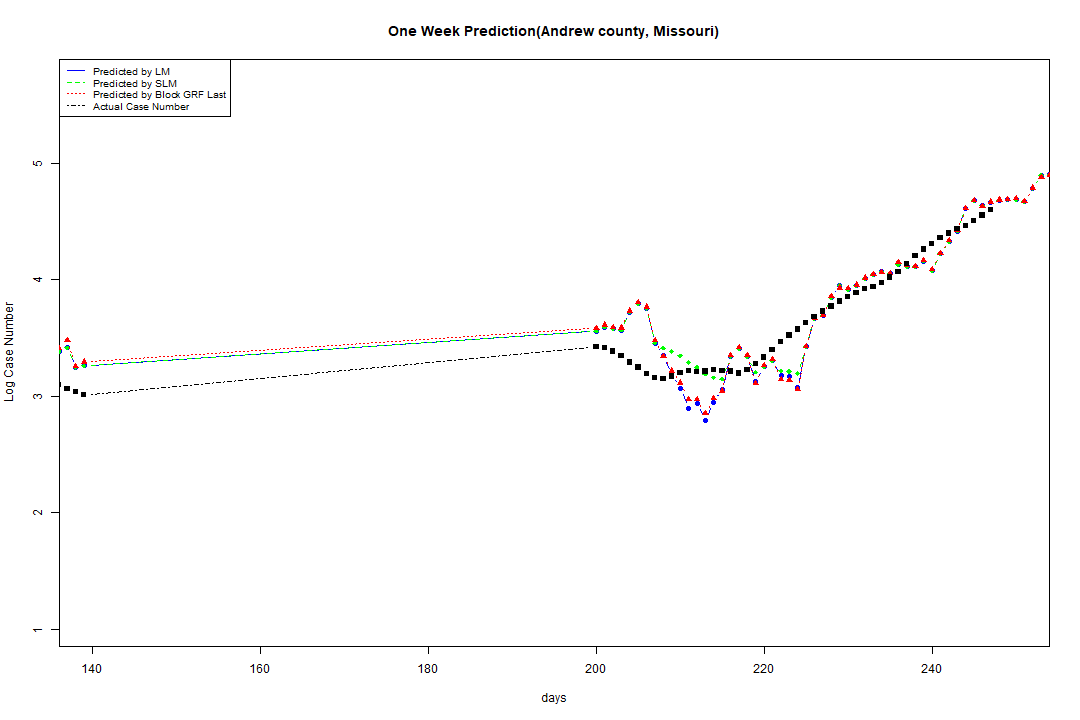 One Week Prediction(Andrew county, Missouri)
Predicted by LM
Predicted by SLM
Predicted by Block GRF Last
Actual Case Number
5
4
3
2
1
Log Case Number
140 160 180 200 220 240
days